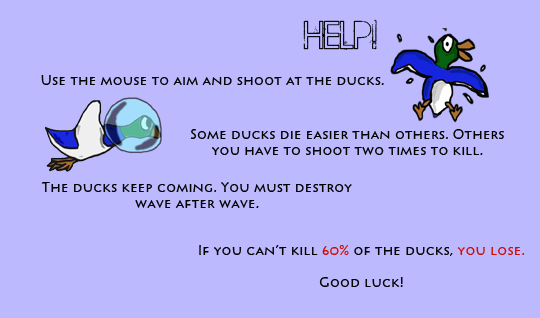 HELP!
Use the mouse to aim and shoot at the ducks.
Some ducks die easier than others. Others
you have to shoot two times to kill.
The ducks keep coming. You must destroy
wave after wave.
If you can't kill 60% of the ducks, you lose.
Good luck!